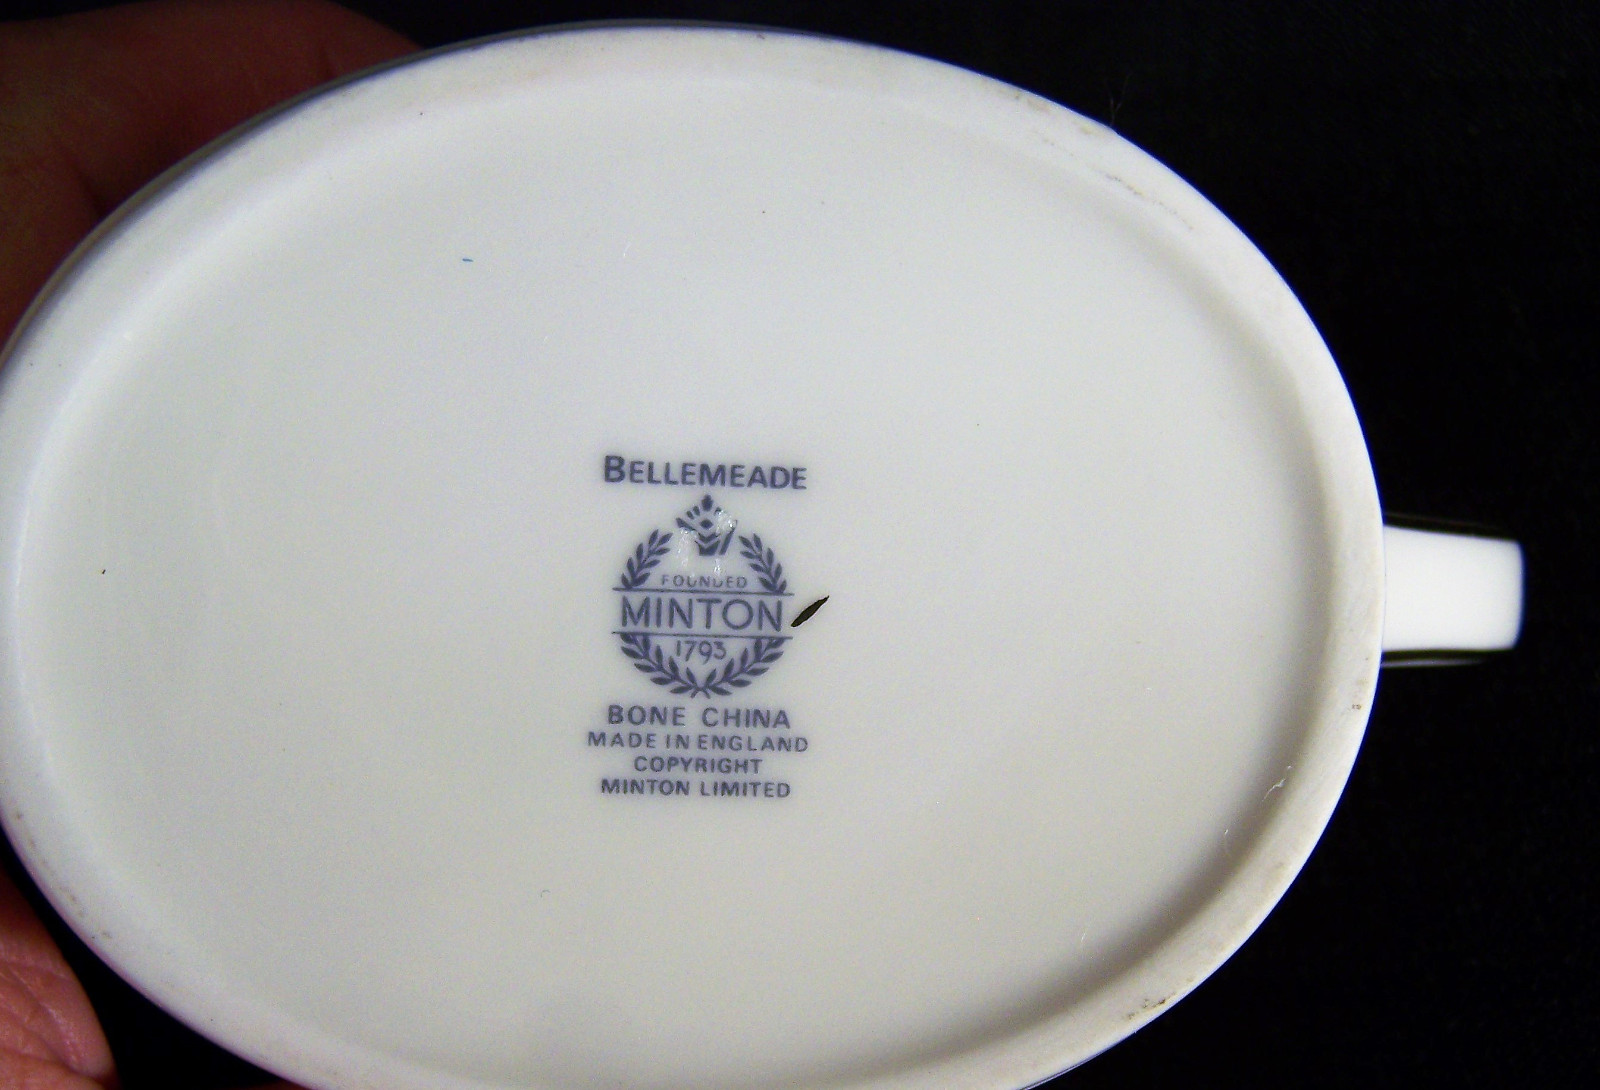 BELLEMEADE
FOUNDED
MINTON
1793
BONE CHINA
MADE IN ENGLAND
COPYRIGHT
MINTON LIMITED